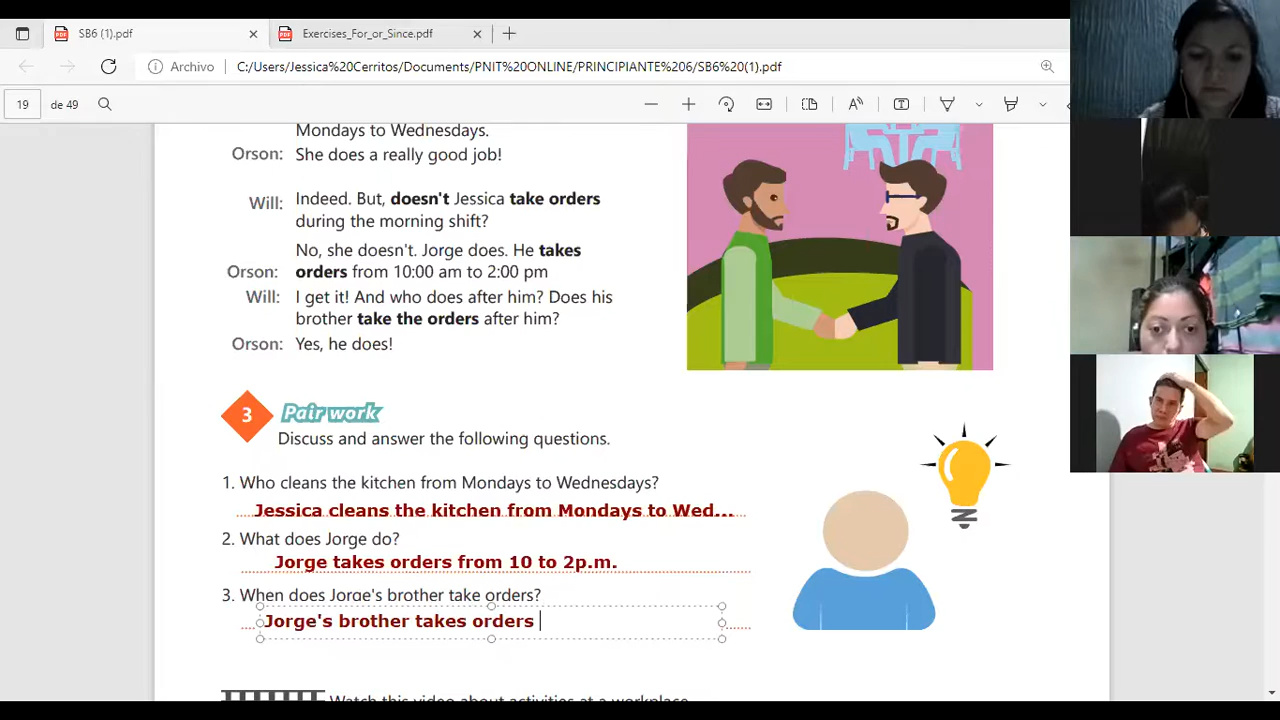 SB6 (1).pdf
Exercises_For_or_Since.pdf
Archivo
C:/Users/Jessica%20Cerritos/Documents/PNIT%20ONLINE/PRINCIPIANTE%206/SB6%20(1).pdf
19
de 49
Mondays to Wednesdays.
Orson: She does a really good job!
Will: Indeed. But, doesn't Jessica take orders
during the morning shift?
No, she doesn't. Jorge does. He takes
Orson: orders from 10:00 am to 2:00 pm
Will: I get it! And who does after him? Does his
brother take the orders after him?
Orson: Yes, he does!
3 Pair work
Discuss and answer the following questions.
1. Who cleans the kitchen from Mondays to Wednesdays?
Jessica cleans the kitchen from Mondays to Wed...
2. What does Jorge do?
Jorge takes orders from 10 to 2p.m.
3. When does Jorge's brother take orders?
Jorge's brother takes orders
Watch this video about activities at a workplace